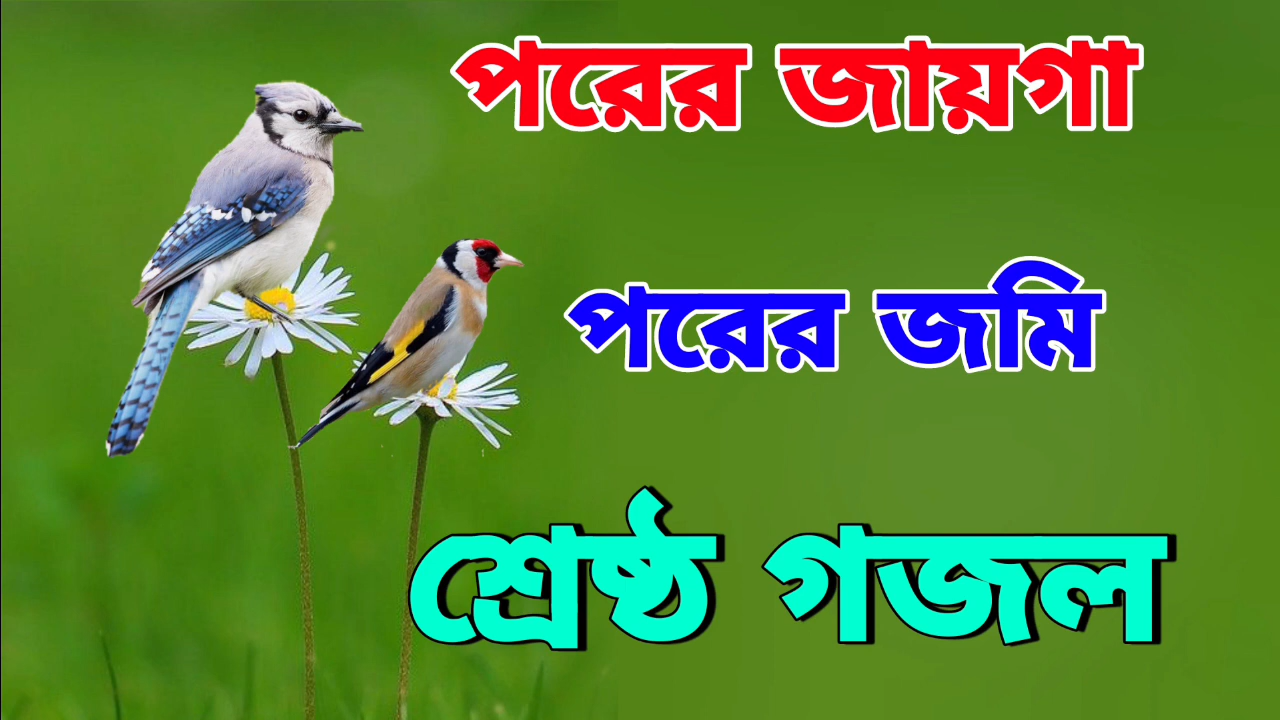 পরের জায়গা
পরের জমি
শ্রেষ্ঠ গজল